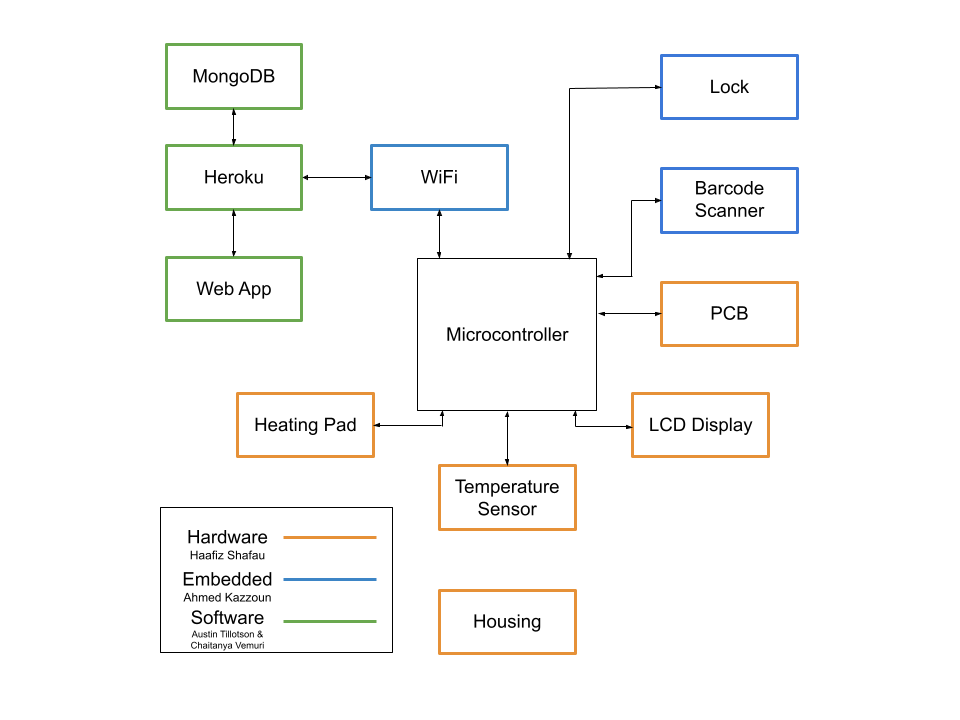 MongoDB
Lock
Heroku
WiFi
Barcode
Scanner
Web App
Microcontroller
PCB
Heating Pad
LCD Display
Temperature
Sensor
Hardware
Haafiz Shafau
Embedded
Ahmed Kazzoun
Software
Austin Tillotson &
Chaitanya Vemuri
Housing